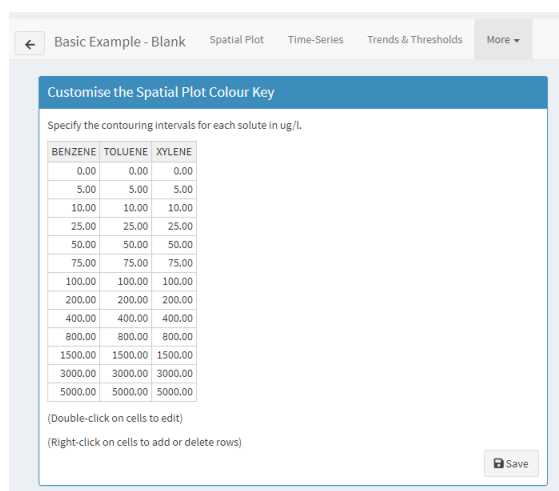 Basic Example - Blank Spatial Plot Time-Series Trends & Thresholds More
Customise the Spatial Plot Colour Key
Specify the contouring intervals for each solute in ug/l.
BENZENE TOLUENE XYLENE
0.00 0.00 0.00
5.00 5.00 5.00
10.00 10.00 10.00
25.00 25.00 25.00
50.00 50.00 50.00
75.00 75.00 75.00
100.00 100.00 100.00
200.00 200.00 200.00
400.00 400.00 400.00
800.00 800.00 800.00
1500.00 1500.00 1500.00
3000.00 3000.00 3000.00
5000.00 5000.00 5000.00
(Double-click on cells to edit)
(Right-click on cells to add or delete rows)
Save